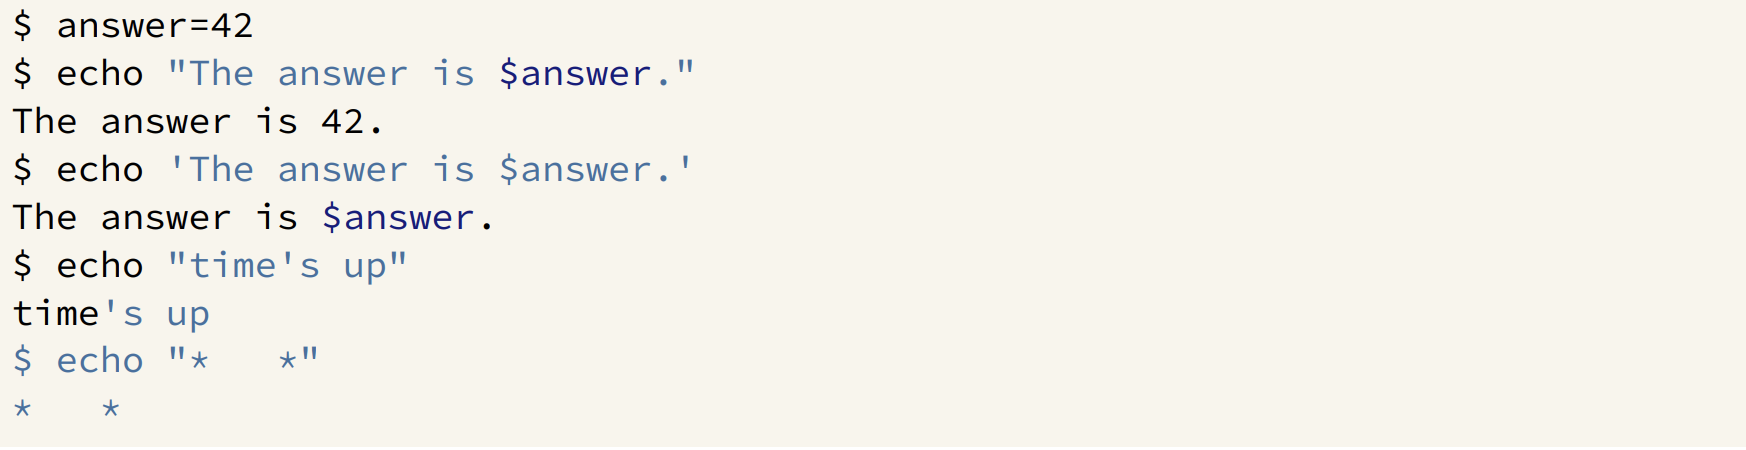 $ answer=42
$ echo "The answer is $answer."
The answer is 42.
$ echo 'The answer is $answer.'
The answer is $answer.
$ echo "time's up"
time's up
$ echo "*   *"
*   *